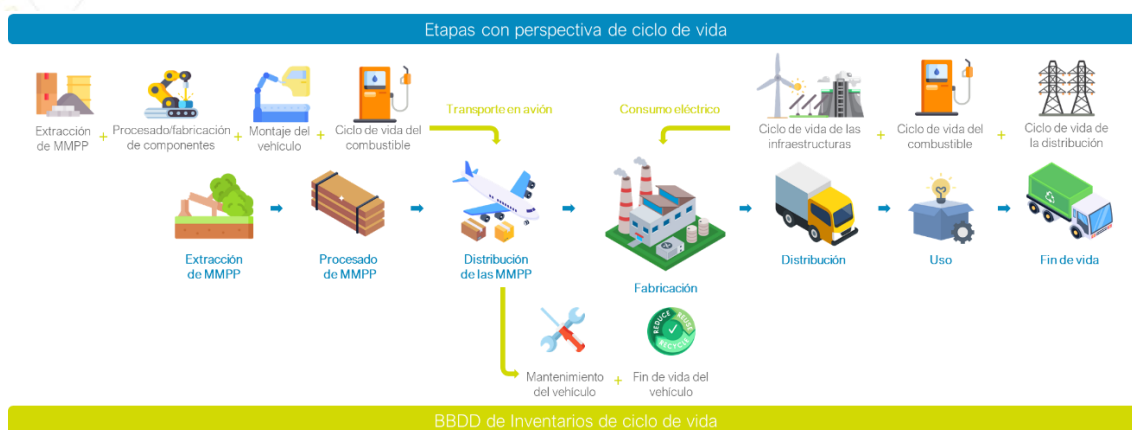 Etapas con perspectiva de ciclo de vida
Extracción
de MMPP
+
Procesado/fabricación
de componentes
+
Montaje del
vehículo
+
Ciclo de vida del
combustible
Transporte en avión
Consumo eléctrico
Ciclo de vida de las
infraestructuras
+
Ciclo de vida del
combustible
+
Ciclo de vida de
la distribución
Extracción
de MMPP
Procesado
de MMPP
Distribución
de las MMPP
Fabricación
Distribución
Uso
Fin de vida
REDUCE
REUSE
RECYCLE
Mantenimiento
del vehículo
+
Fin de vida del
vehículo
BBDD de Inventarios de ciclo de vida